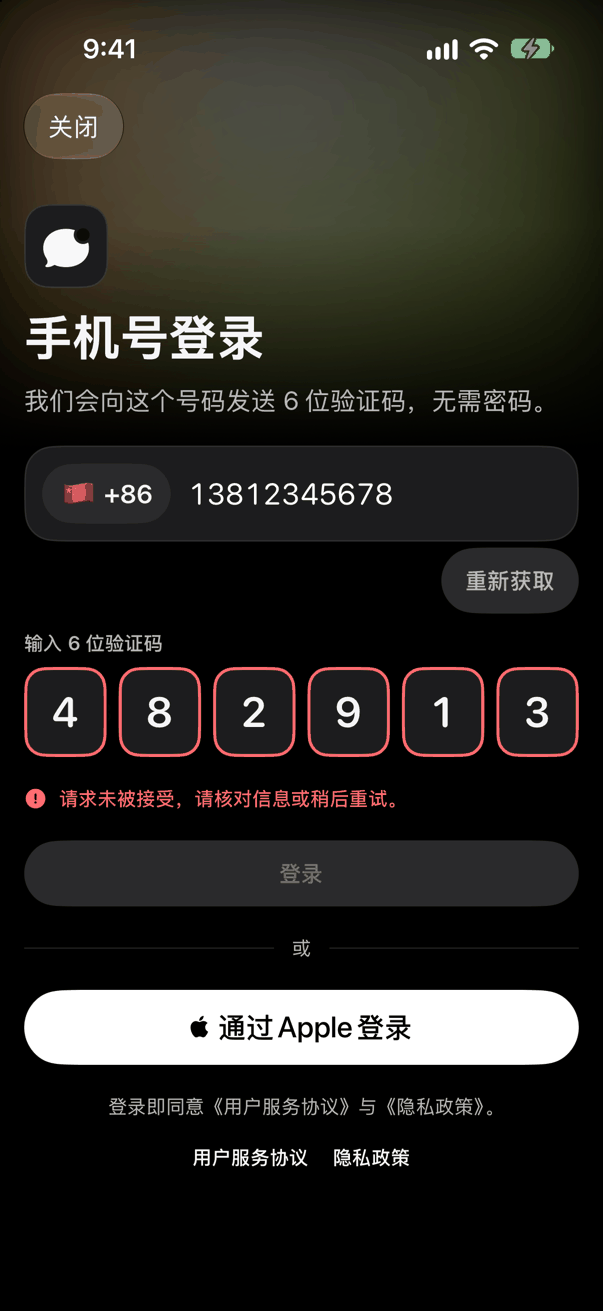 9:41
关闭
手机号登录
我们会向这个号码发送 6 位验证码，无需密码。
+86 13812345678
重新获取
输入 6 位验证码
4 8 2 9 1 3
请求未被接受，请核对信息或稍后重试。
登录
或
通过 Apple 登录
登录即同意《用户服务协议》与《隐私政策》。
用户服务协议 隐私政策